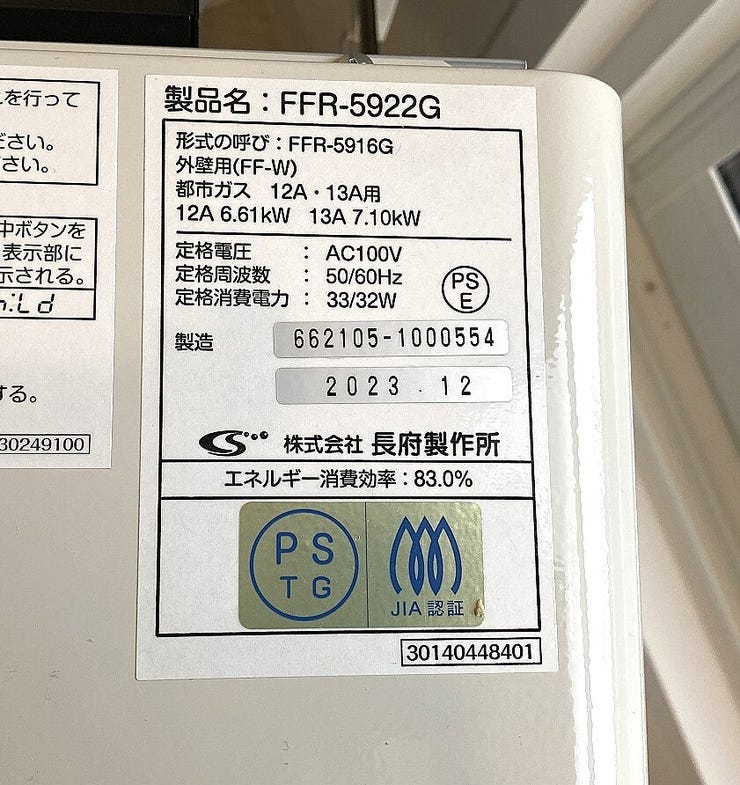 を行って
ださい。
さい。
中ボタンを
表示部に
示される。
する。
30249100
製品名：FFR-5922G
形式の呼び：FFR-5916G
外壁用(FF-W)
都市ガス 12A・13A用
12A 6.61kW 13A 7.10kW
定格電圧 ： AC100V
定格周波数 ： 50/60Hz
定格消費電力 ： 33/32W
PS
E
製造 662105-1000554
2023.12
株式会社 長府製作所
エネルギー消費効率：83.0%
PS
TG
JIA 認証
30140448401